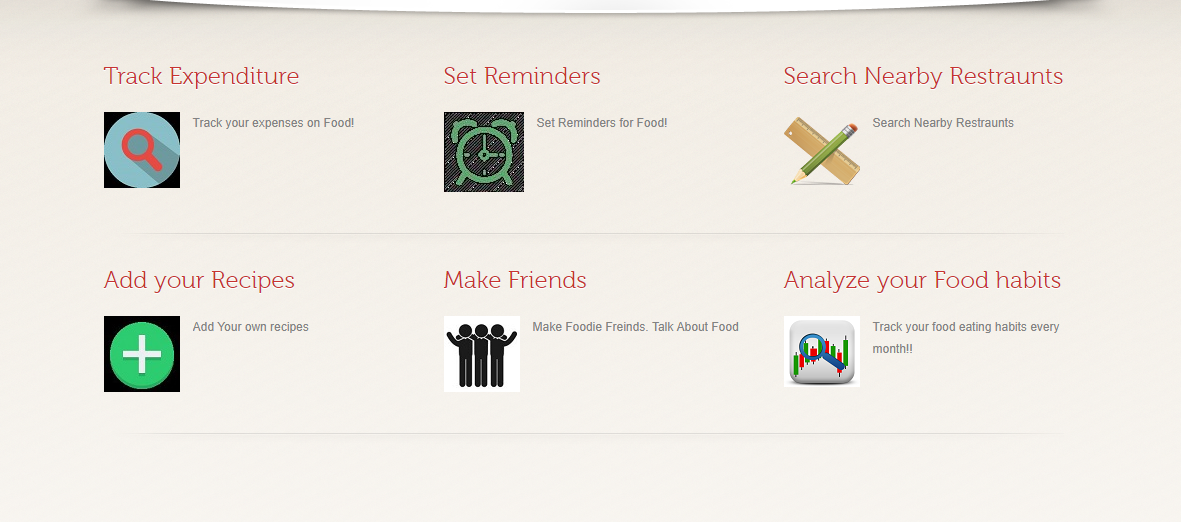 Track Expenditure
Set Reminders
Search Nearby Restraunts
Track your expenses on Food!
Set Reminders for Food!
Search Nearby Restraunts
Add your Recipes
Make Friends
Analyze your Food habits
Add Your own recipes
Make Foodie Freinds. Talk About Food
Track your food eating habits every
month!!